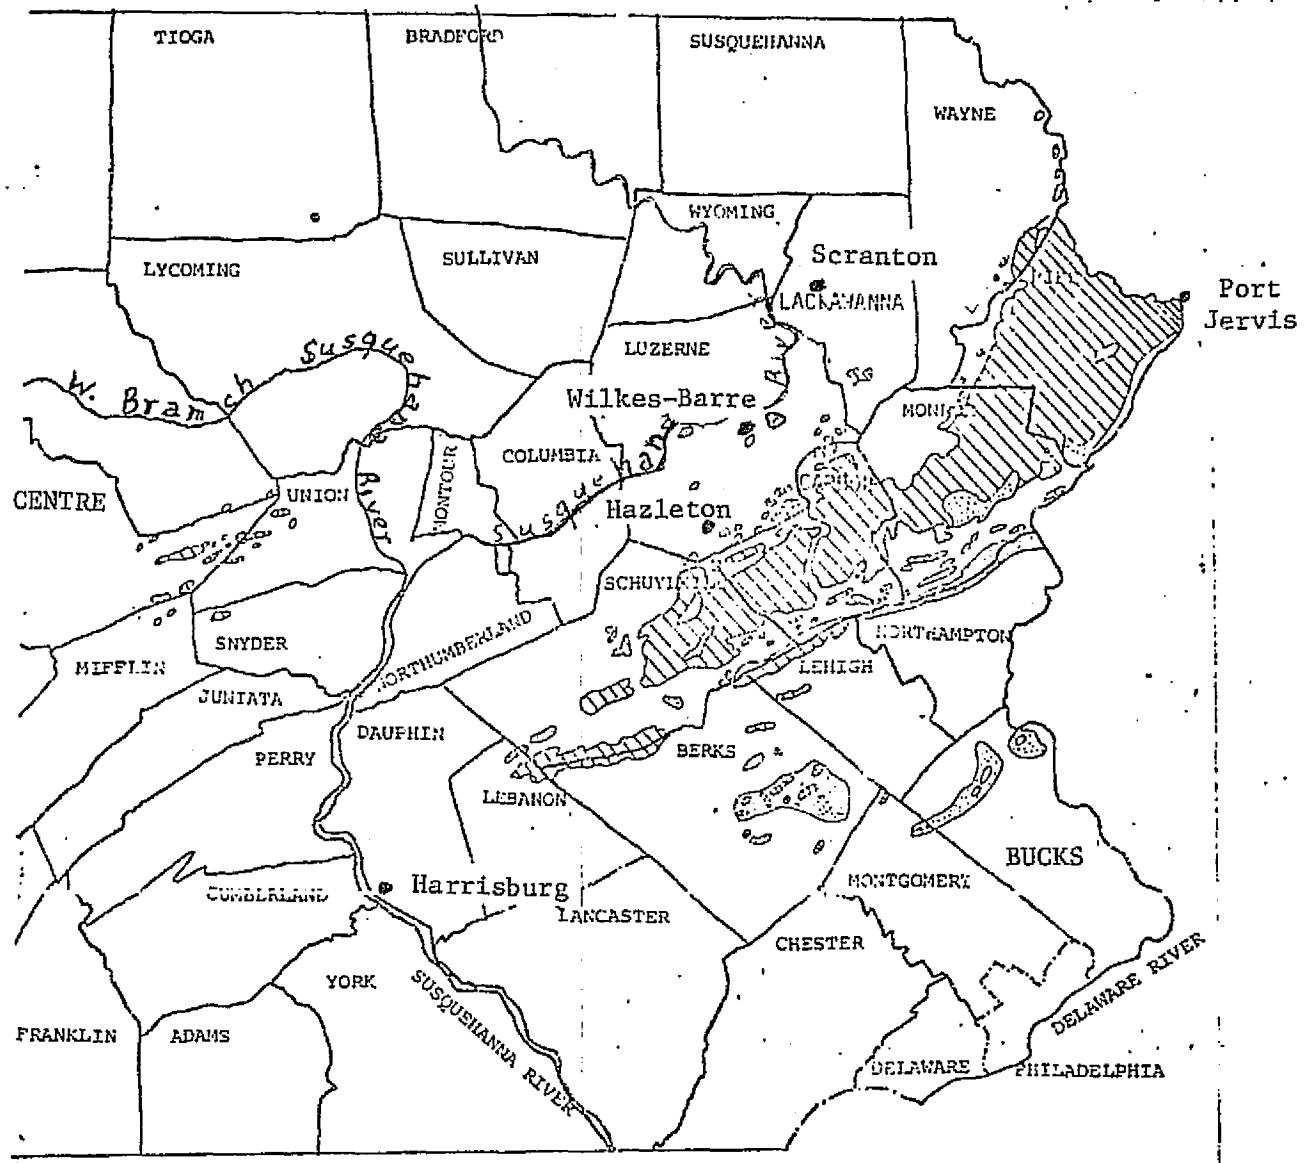 TIOGA
BRADFORD
SUSQUEHANNA
WAYNE
WYOMING
LYCOMING
SULLIVAN
Scranton
LACKAWANNA
Port
Jervis
LUZERNE
W. Bramch Susquehanna River
Wilkes-Barre
COLUMBIA
MONTOUR
Susquehanna
CENTRE
UNION
Hazleton
SNYDER
NORTHUMBERLAND
NORTHAMPTON
MIFFLIN
LEHIGH
JUNIATA
DAUPHIN
PERRY
BERKS
LEBANON
BUCKS
CUMBERLAND
Harrisburg
MONTGOMERY
LANCASTER
CHESTER
YORK
SUSQUEHANNA RIVER
DELAWARE RIVER
FRANKLIN
ADAMS
DELAWARE
PHILADELPHIA